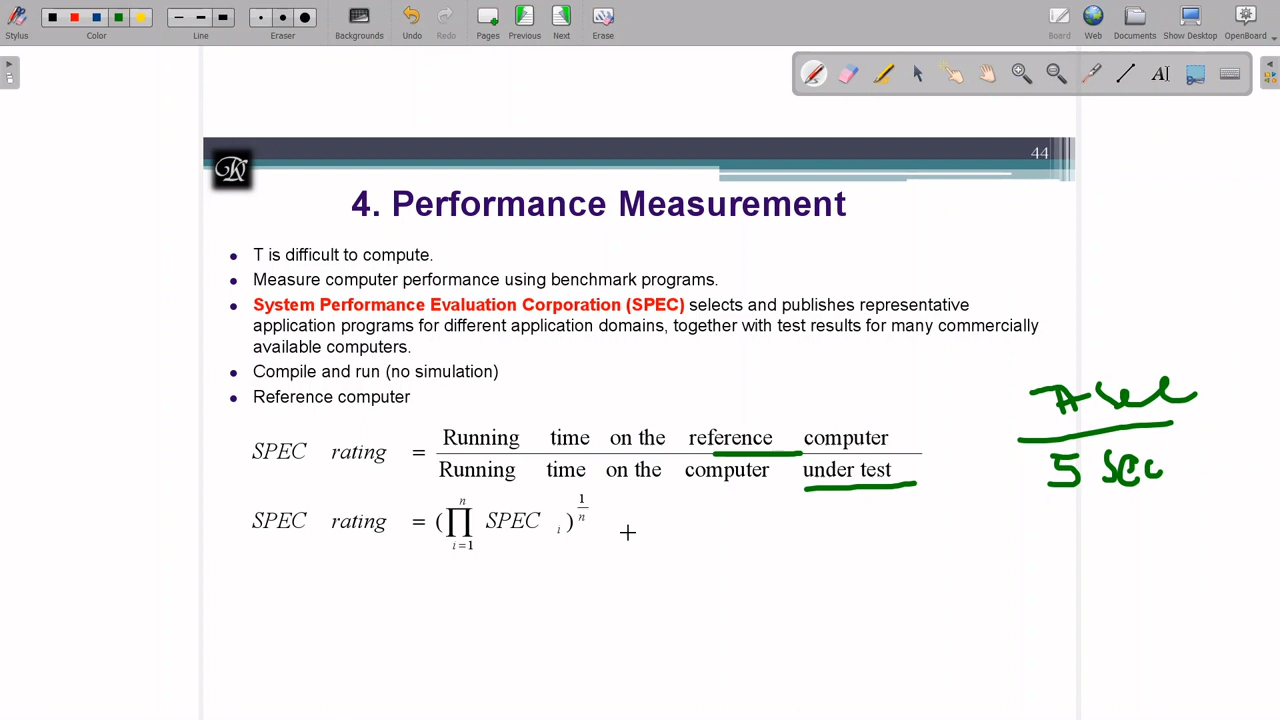 Stylus Color Line Eraser Backgrounds Undo Redo Pages Previous Next Erase Board Web Documents Show Desktop OpenBoard
44
4. Performance Measurement
• T is difficult to compute.
• Measure computer performance using benchmark programs.
• System Performance Evaluation Corporation (SPEC) selects and publishes representative
application programs for different application domains, together with test results for many commercially
available computers.
• Compile and run (no simulation)
• Reference computer
Running time on the reference computer
SPEC rating =
Running time on the computer under test
SPEC rating = (∏ⁿᵢ₌₁ SPEC ᵢ)^(1/n)
sec
5 sec